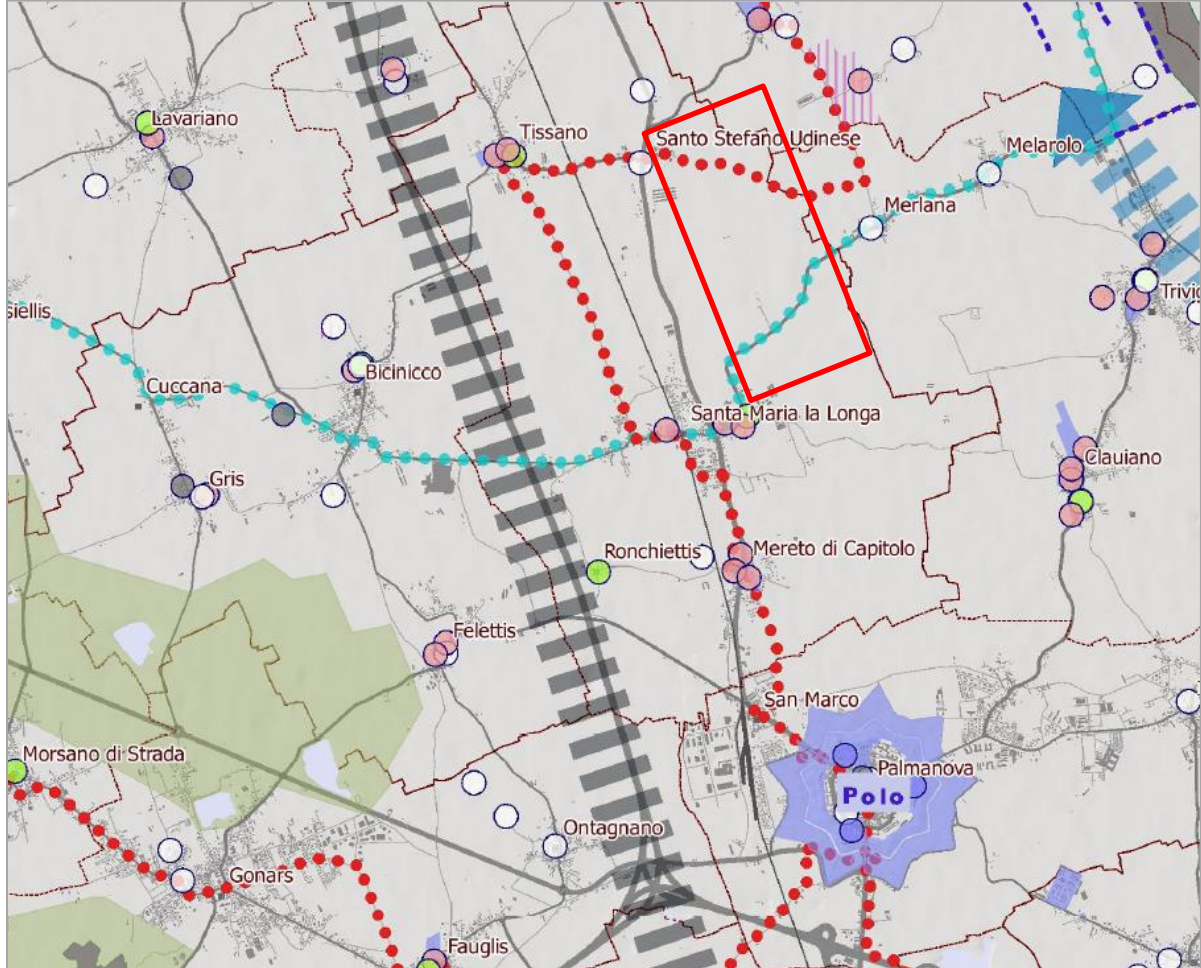 Lavariano
Tissano
Santo Stefano Udinese
Melarolo
Merlana
siellis
Trivig
Cuccana
Bicinicco
Santa Maria la Longa
Gris
Clauiano
Ronchiettis
Mereto di Capitolo
Felettis
San Marco
Morsano di Strada
Palmanova
Polo
Ontagnano
Gonars
Fauglis